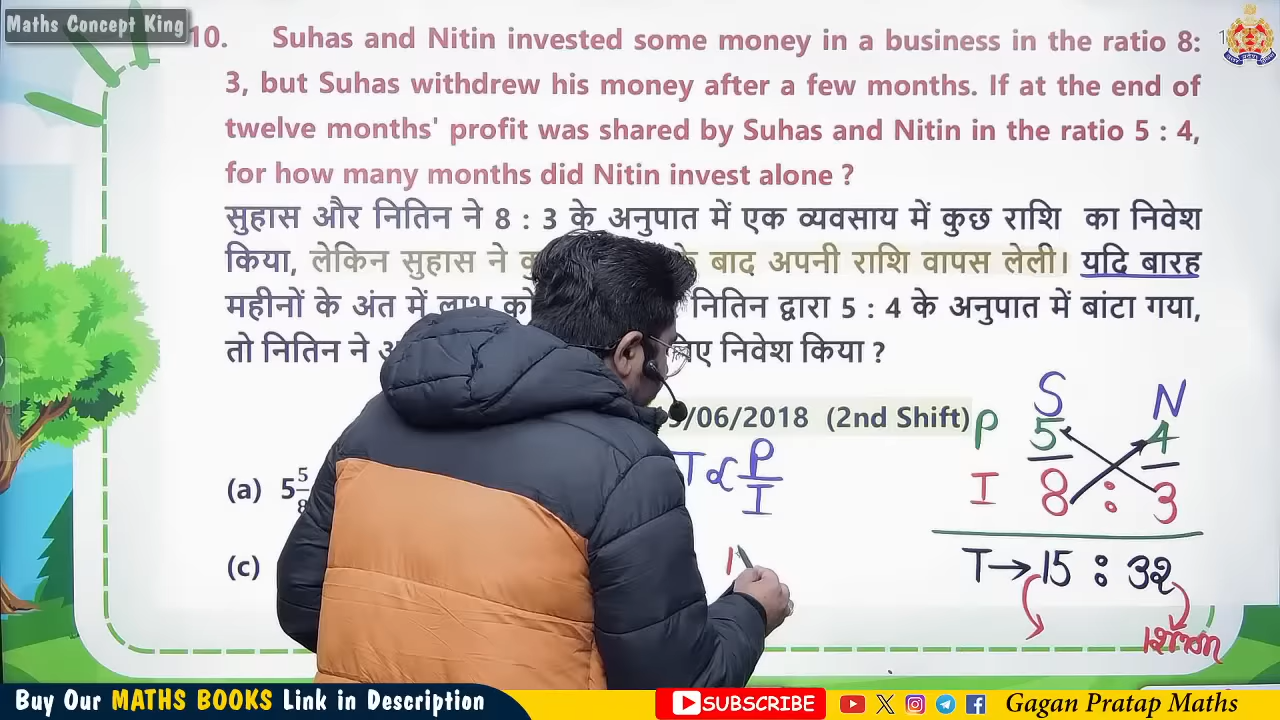 Maths Concept King
10. Suhas and Nitin invested some money in a business in the ratio 8:
3, but Suhas withdrew his money after a few months. If at the end of
twelve months' profit was shared by Suhas and Nitin in the ratio 5 : 4,
for how many months did Nitin invest alone ?
सुहास और नितिन ने 8 : 3 के अनुपात में एक व्यवसाय में कुछ राशि का निवेश
किया, लेकिन सुहास ने बाद अपनी राशि वापस लेली। यदि बारह
महीनों के अंत में लाभ को नितिन द्वारा 5 : 4 के अनुपात में बांटा गया,
तो नितिन ने निवेश किया ?
/06/2018 (2nd Shift)
S N
P 5 4
T ∝ P/I
I 8 : 3
(a) 5 5/8
T → 15 : 32
(c)
Buy Our MATHS BOOKS Link in Description
SUBSCRIBE
Gagan Pratap Maths